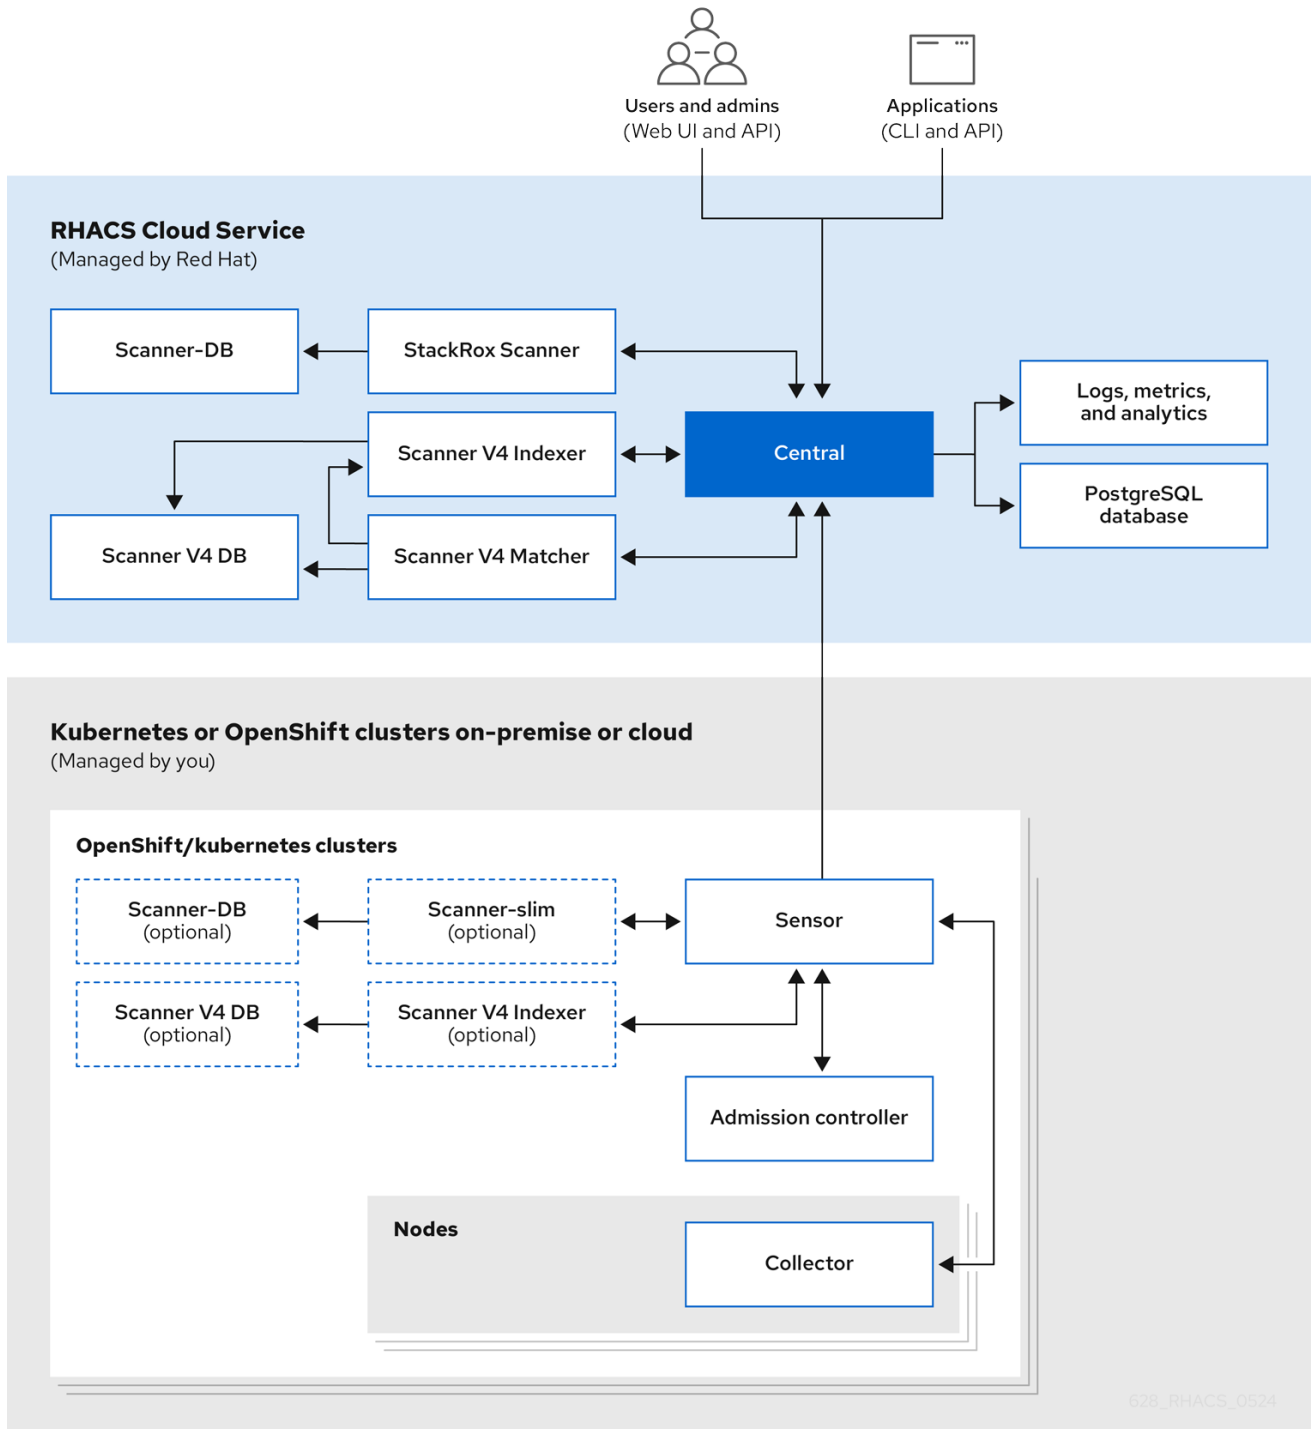 Users and admins
(Web UI and API)
Applications
(CLI and API)
RHACS Cloud Service
(Managed by Red Hat)
Scanner-DB
StackRox Scanner
Logs, metrics,
and analytics
Scanner V4 Indexer
Central
PostgreSQL
database
Scanner V4 DB
Scanner V4 Matcher
Kubernetes or OpenShift clusters on-premise or cloud
(Managed by you)
OpenShift/kubernetes clusters
Scanner-DB
(optional)
Scanner-slim
(optional)
Sensor
Scanner V4 DB
(optional)
Scanner V4 Indexer
(optional)
Admission controller
Nodes
Collector
628_RHACS_0524